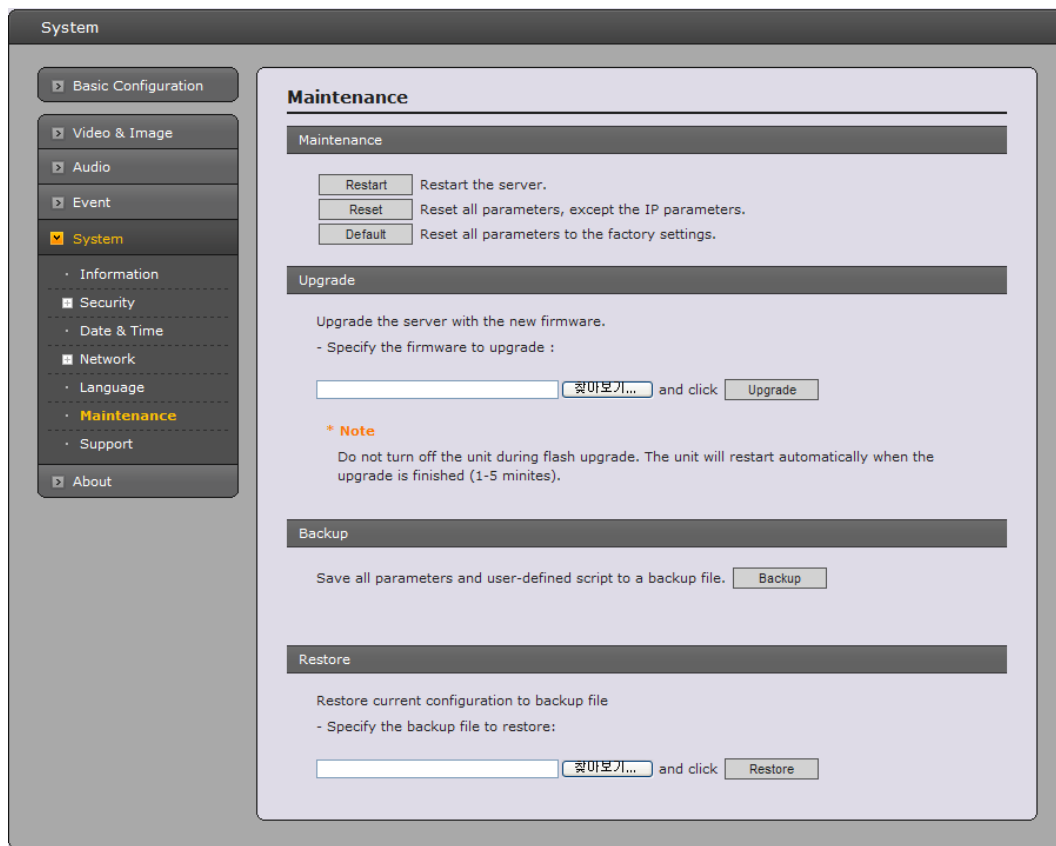 System
Basic Configuration
Video & Image
Audio
Event
System
· Information
Security
· Date & Time
Network
· Language
· Maintenance
· Support
About
Maintenance
Maintenance
Restart Restart the server.
Reset Reset all parameters, except the IP parameters.
Default Reset all parameters to the factory settings.
Upgrade
Upgrade the server with the new firmware.
- Specify the firmware to upgrade :
찾아보기... and click Upgrade
* Note
Do not turn off the unit during flash upgrade. The unit will restart automatically when the
upgrade is finished (1-5 minites).
Backup
Save all parameters and user-defined script to a backup file. Backup
Restore
Restore current configuration to backup file
- Specify the backup file to restore:
찾아보기... and click Restore